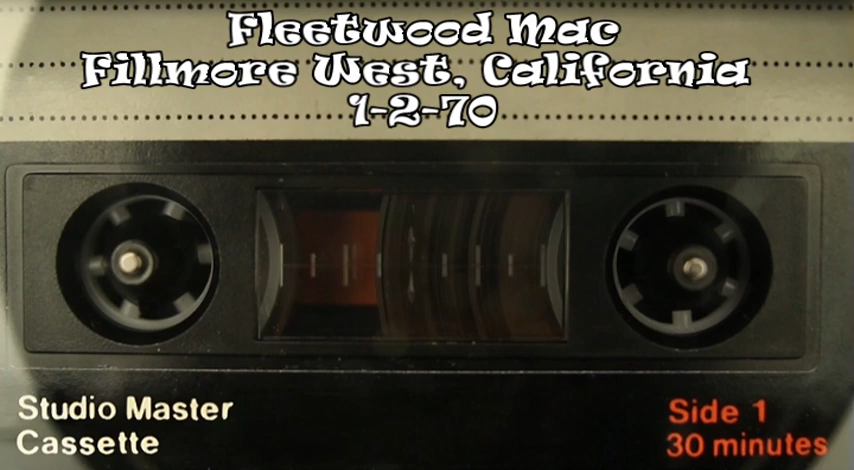 Fleetwood Mac
Fillmore West, California
1-2-70
Studio Master
Cassette
Side 1
30 minutes